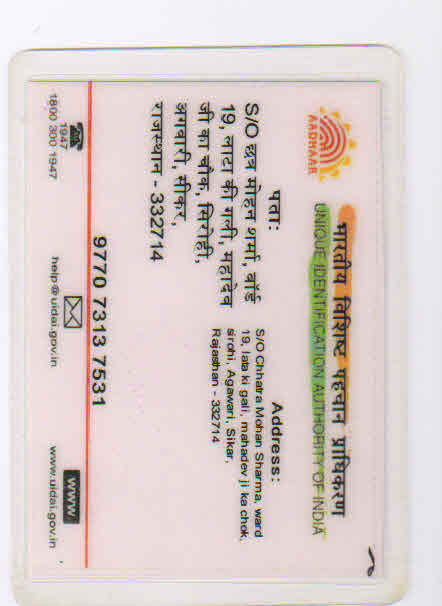 भारतीय विशिष्ट पहचान प्राधिकरण
UNIQUE IDENTIFICATION AUTHORITY OF INDIA
AADHAAR
पता:
S/O छत्र मोहन शर्मा, वॉर्ड
19, लाटा की गली, महादेव
जी का चौक, सिरोही,
अगवारी, सीकर,
राजस्थान - 332714
Address:
S/O Chhatra Mohan Sharma, ward
19, lata ki gali, mahadev ji ka chok,
sirohi, Agawari, Sikar,
Rajasthan - 332714
9770 7313 7531
1947
1800 300 1947
help@uidai.gov.in
www
www.uidai.gov.in